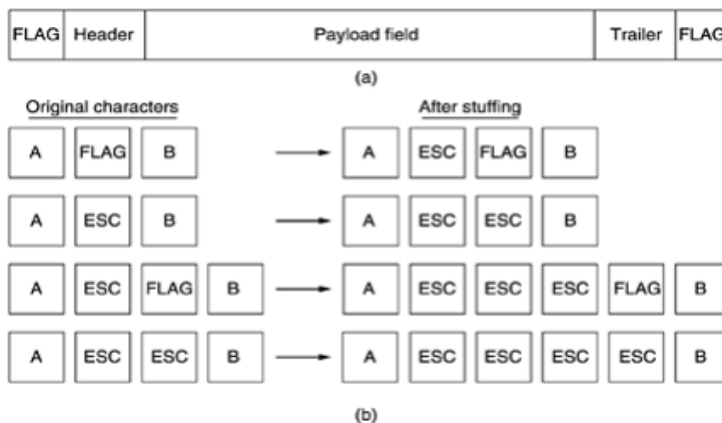 FLAG Header Payload field Trailer FLAG
(a)
Original characters After stuffing
A FLAG B A ESC FLAG B
A ESC B A ESC ESC B
A ESC FLAG B A ESC ESC ESC FLAG B
A ESC ESC B A ESC ESC ESC ESC B
(b)